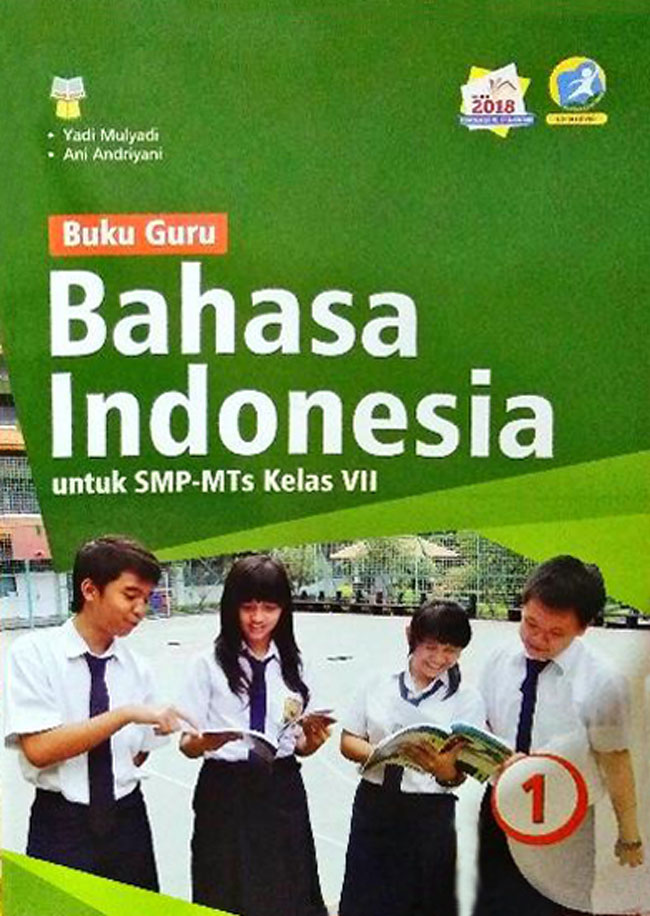 • Yadi Mulyadi
• Ani Andriyani
2018
Buku Guru
Bahasa
Indonesia
untuk SMP-MTs Kelas VII
1